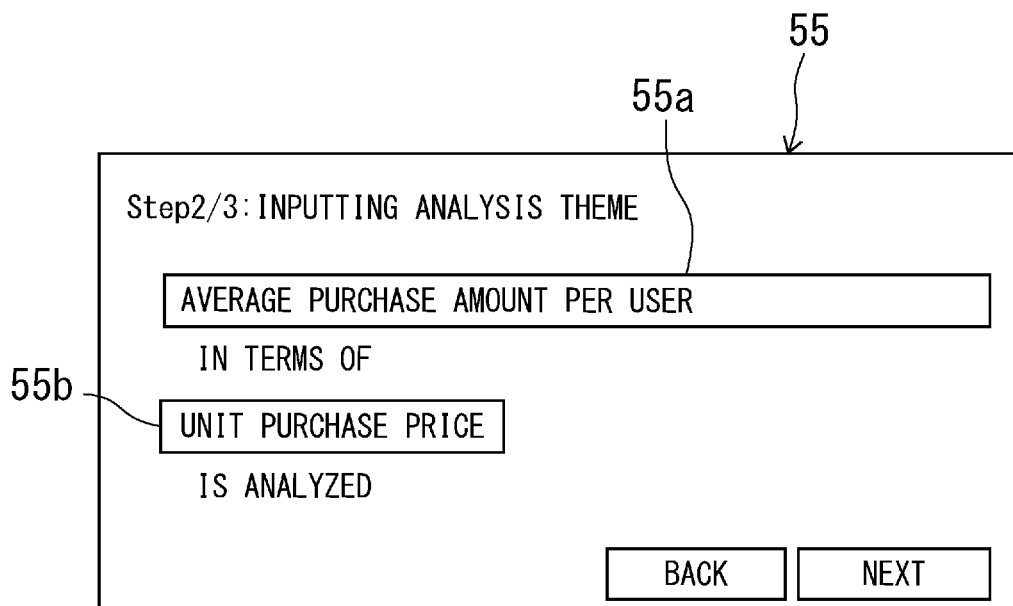 55
55a
Step2/3:INPUTTING ANALYSIS THEME
AVERAGE PURCHASE AMOUNT PER USER
IN TERMS OF
55b
UNIT PURCHASE PRICE
IS ANALYZED
BACK NEXT